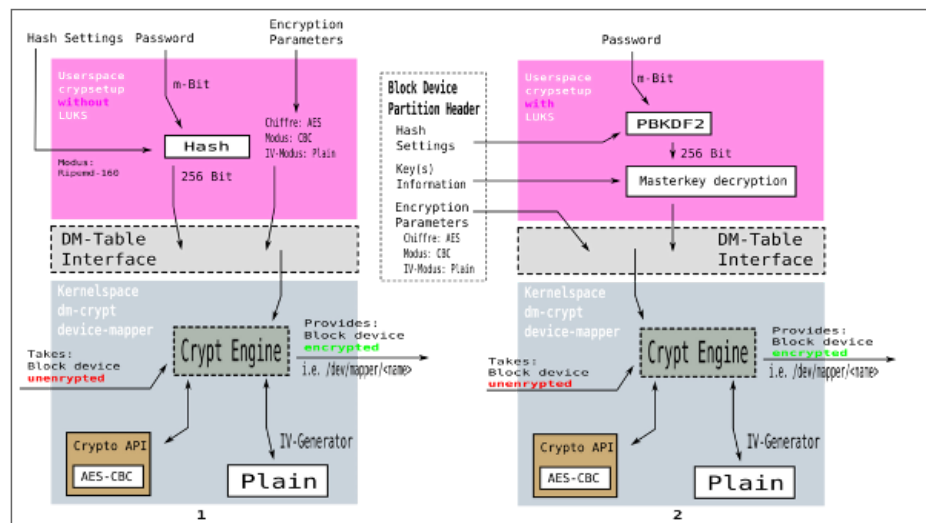 Hash Settings
Password
Encryption
Parameters
Userspace
crypsetup
without
LUKS
m-Bit
Chiffre: AES
Modus: CBC
IV-Modus: Plain
Hash
Modus:
Ripemd-160
256 Bit
DM-Table
Interface
Kernelspace
dm-crypt
device-mapper
Crypt Engine
Provides:
Block device
encrypted
i.e. /dev/mapper/<name>
Takes:
Block device
unenrypted
Crypto API
AES-CBC
IV-Generator
Plain
1
Password
Block Device
Partition Header
Hash
Settings
Key(s)
Information
Encryption
Parameters
Chiffre: AES
Modus: CBC
IV-Modus: Plain
Userspace
crypsetup
with
LUKS
m-Bit
PBKDF2
256 Bit
Masterkey decryption
DM-Table
Interface
Kernelspace
dm-crypt
device-mapper
Crypt Engine
Provides:
Block device
encrypted
i.e. /dev/mapper/<name>
Takes:
Block device
unenrypted
Crypto API
AES-CBC
IV-Generator
Plain
2